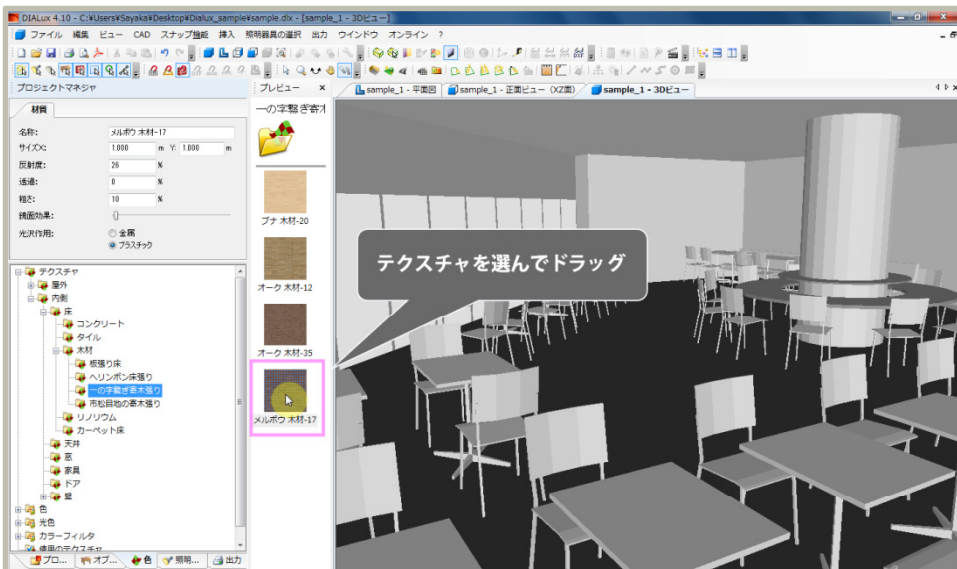 DIALux 4.10 - C:¥Users¥Sayaka¥Desktop¥Dialux_sample¥sample.dlx - [sample_1 - 3Dビュー]
ファイル 編集 ビュー CAD スナップ機能 挿入 照明器具の選択 出力 ウインドウ オンライン ?
プロジェクトマネジャ
プレビュー ×
sample_1 - 平面図
sample_1 - 正面ビュー (XZ面)
sample_1 - 3Dビュー
材質
名称: メルボウ 木材-17
サイズX: 1.000 m Y: 1.000 m
反射度: 26 %
透過: 0 %
粗さ: 10 %
鏡面効果:
光沢作用: 金属
プラスチック
テクスチャ
屋外
内側
床
コンクリート
タイル
木材
板張り床
ヘリンボン床張り
一の字繋ぎ寄木張り
市松目地の寄木張り
リノリウム
カーペット床
天井
窓
家具
ドア
壁
色
光色
カラーフィルタ
使用のテクスチャ
プロ... オブ... 色 照明... 出力
一の字繋ぎ寄
ブナ 木材-20
オーク 木材-12
オーク 木材-35
メルボウ 木材-17
テクスチャを選んでドラッグ